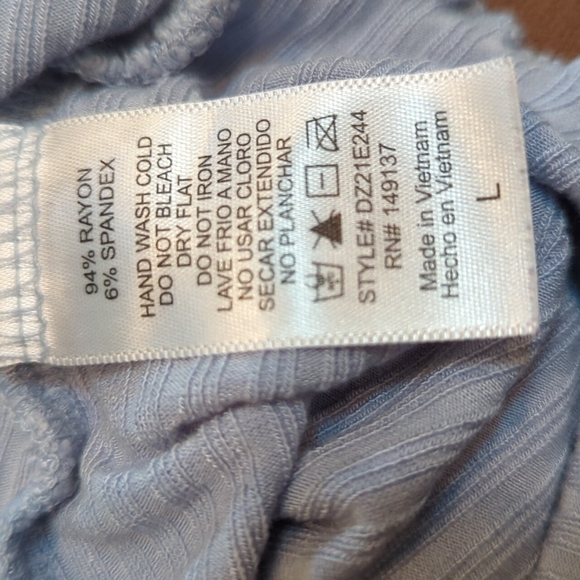 94% RAYON
6% SPANDEX
HAND WASH COLD
DO NOT BLEACH
DRY FLAT
DO NOT IRON
LAVE FRIO A MANO
NO USAR CLORO
SECAR EXTENDIDO
NO PLANCHAR
STYLE# DZ21E244
RN# 149137
Made in Vietnam
Hecho en Vietnam
L